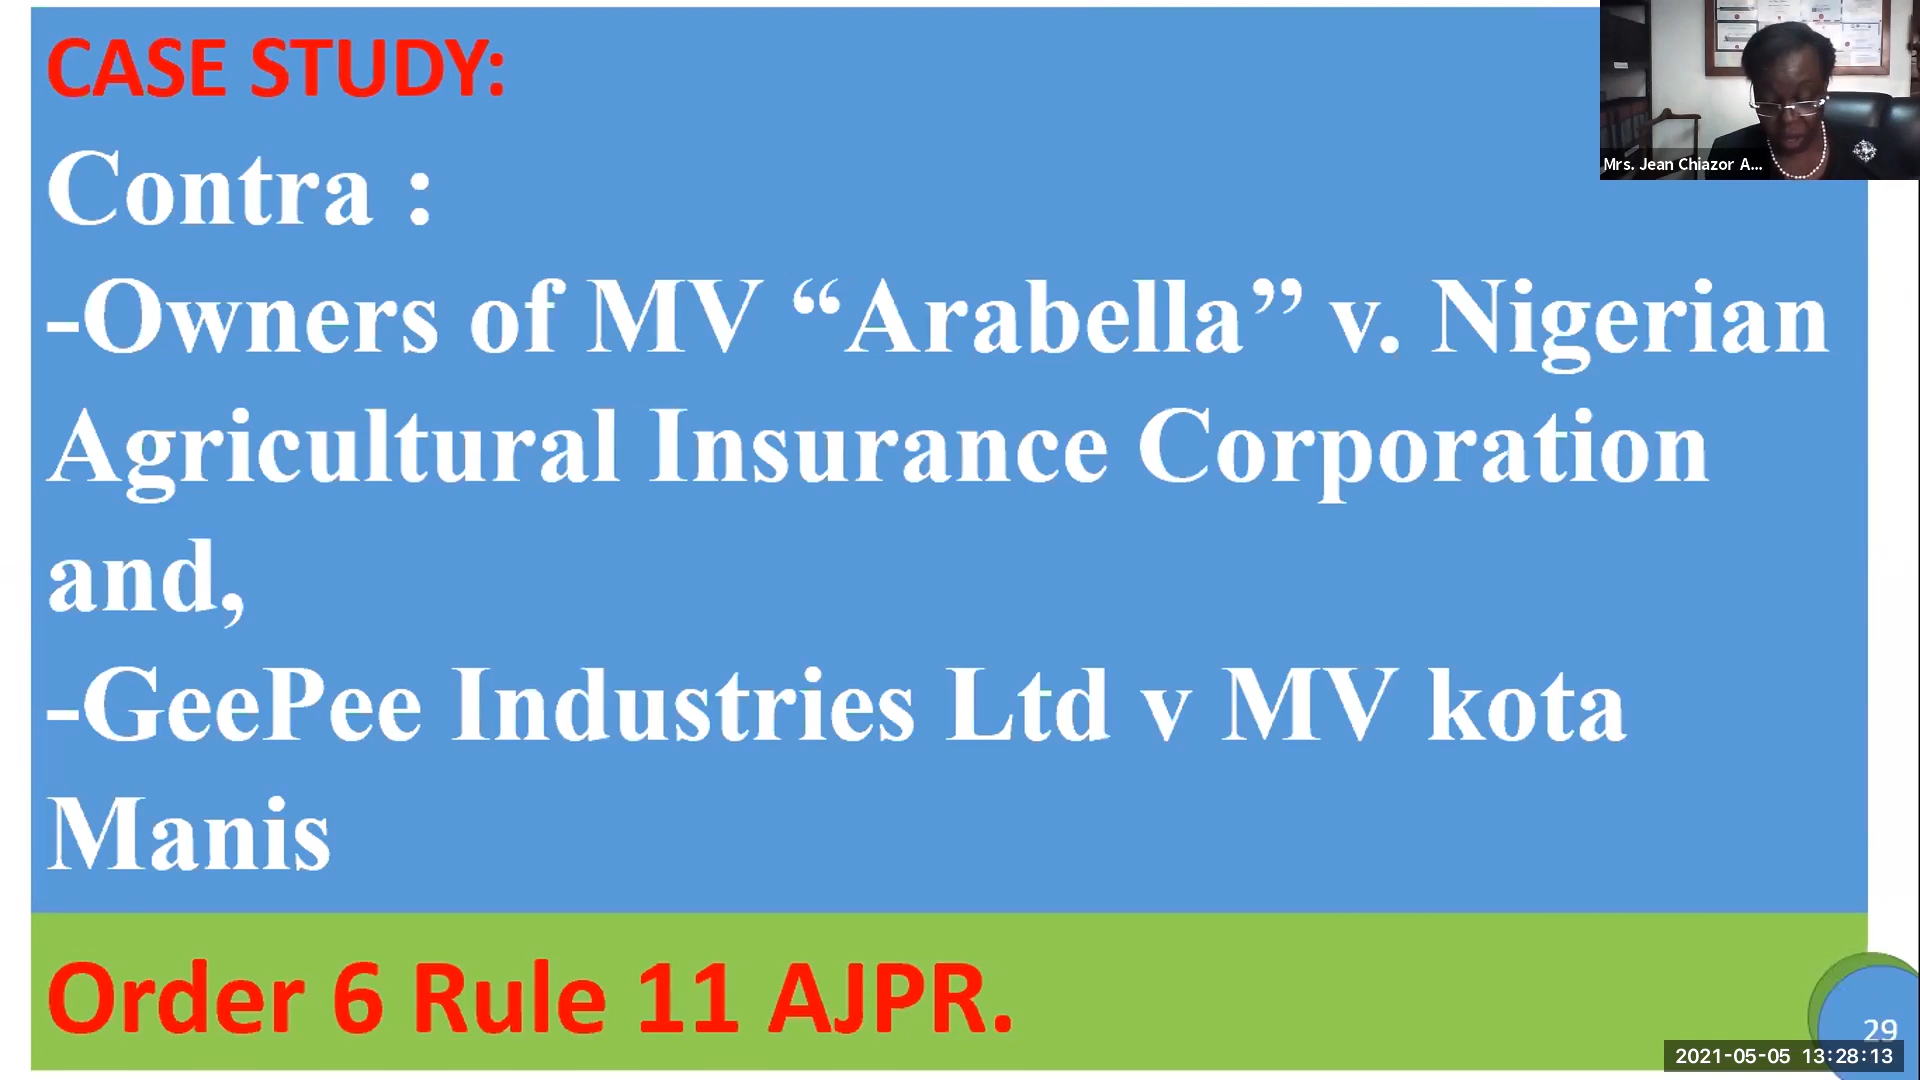 CASE STUDY:
Contra :
-Owners of MV “Arabella” v. Nigerian
Agricultural Insurance Corporation
and,
-GeePee Industries Ltd v MV kota
Manis
Order 6 Rule 11 AJPR.
Mrs. Jean Chiazor A...
29
2021-05-05 13:28:13